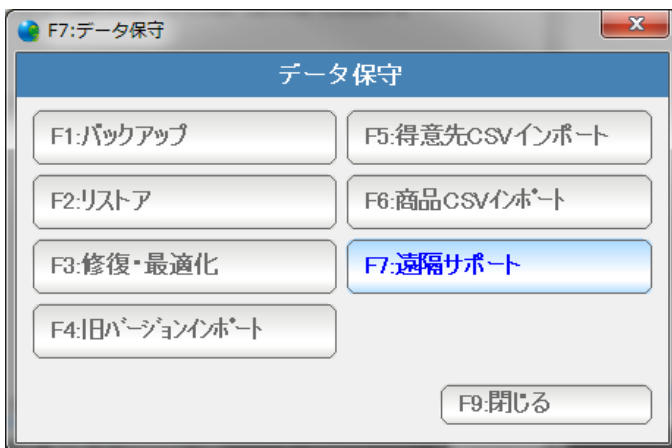 F7:データ保守
データ保守
F1:バックアップ
F2:リストア
F3:修復・最適化
F4:旧ﾊﾞｰｼﾞｮﾝｲﾝﾎﾟｰﾄ
F5:得意先CSVインポート
F6:商品CSVｲﾝﾎﾟｰﾄ
F7:遠隔サポート
F9:閉じる